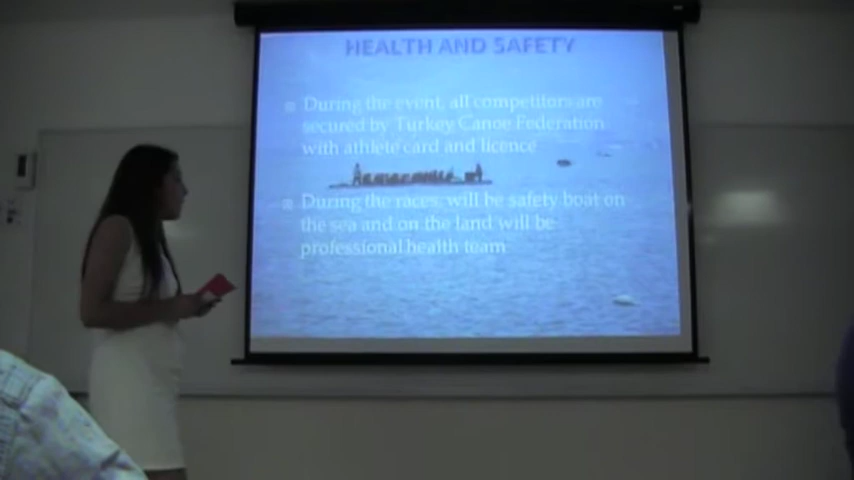 HEALTH AND SAFETY
During the event, all competitors are
secured by Turkey Canoe Federation
with athlete card and licence
During the races, will be safety boat on
the sea and on the land will be
professional health team